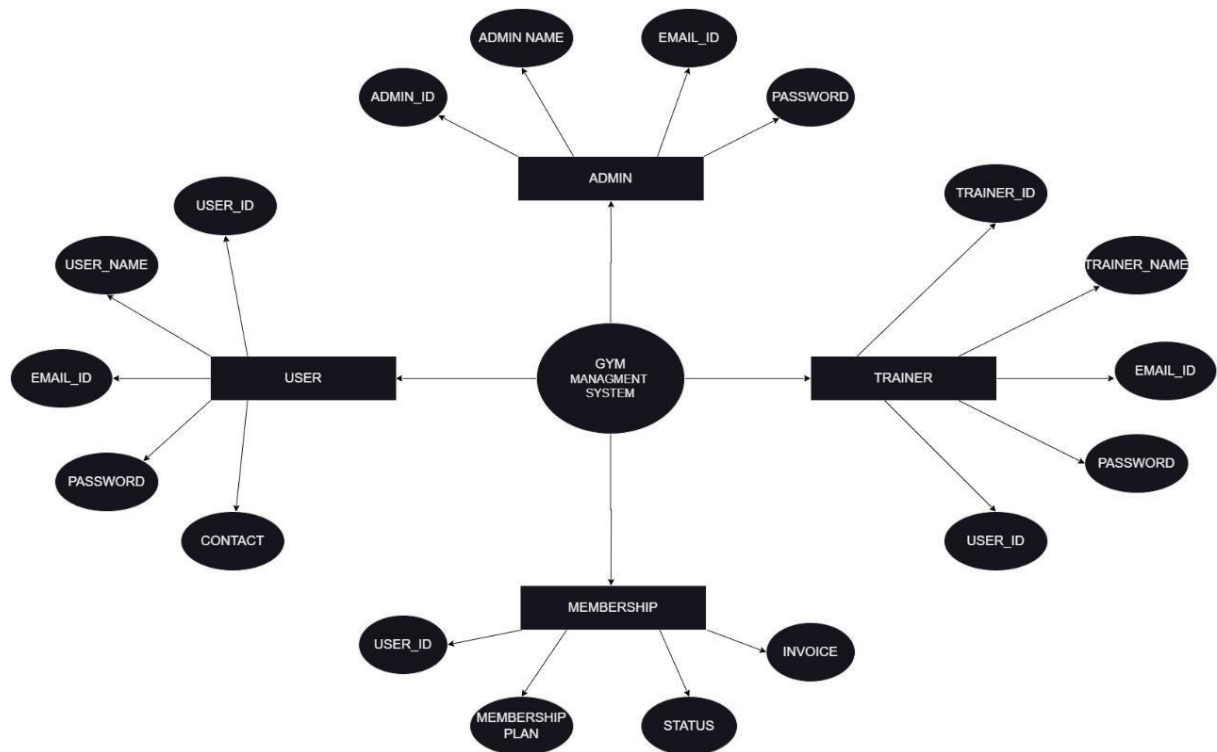 ADMIN NAME
EMAIL_ID
ADMIN_ID
PASSWORD
ADMIN
USER_ID
USER_NAME
EMAIL_ID
USER
PASSWORD
CONTACT
GYM
MANAGMENT
SYSTEM
TRAINER_ID
TRAINER_NAME
TRAINER
EMAIL_ID
PASSWORD
USER_ID
MEMBERSHIP
USER_ID
MEMBERSHIP
PLAN
STATUS
INVOICE